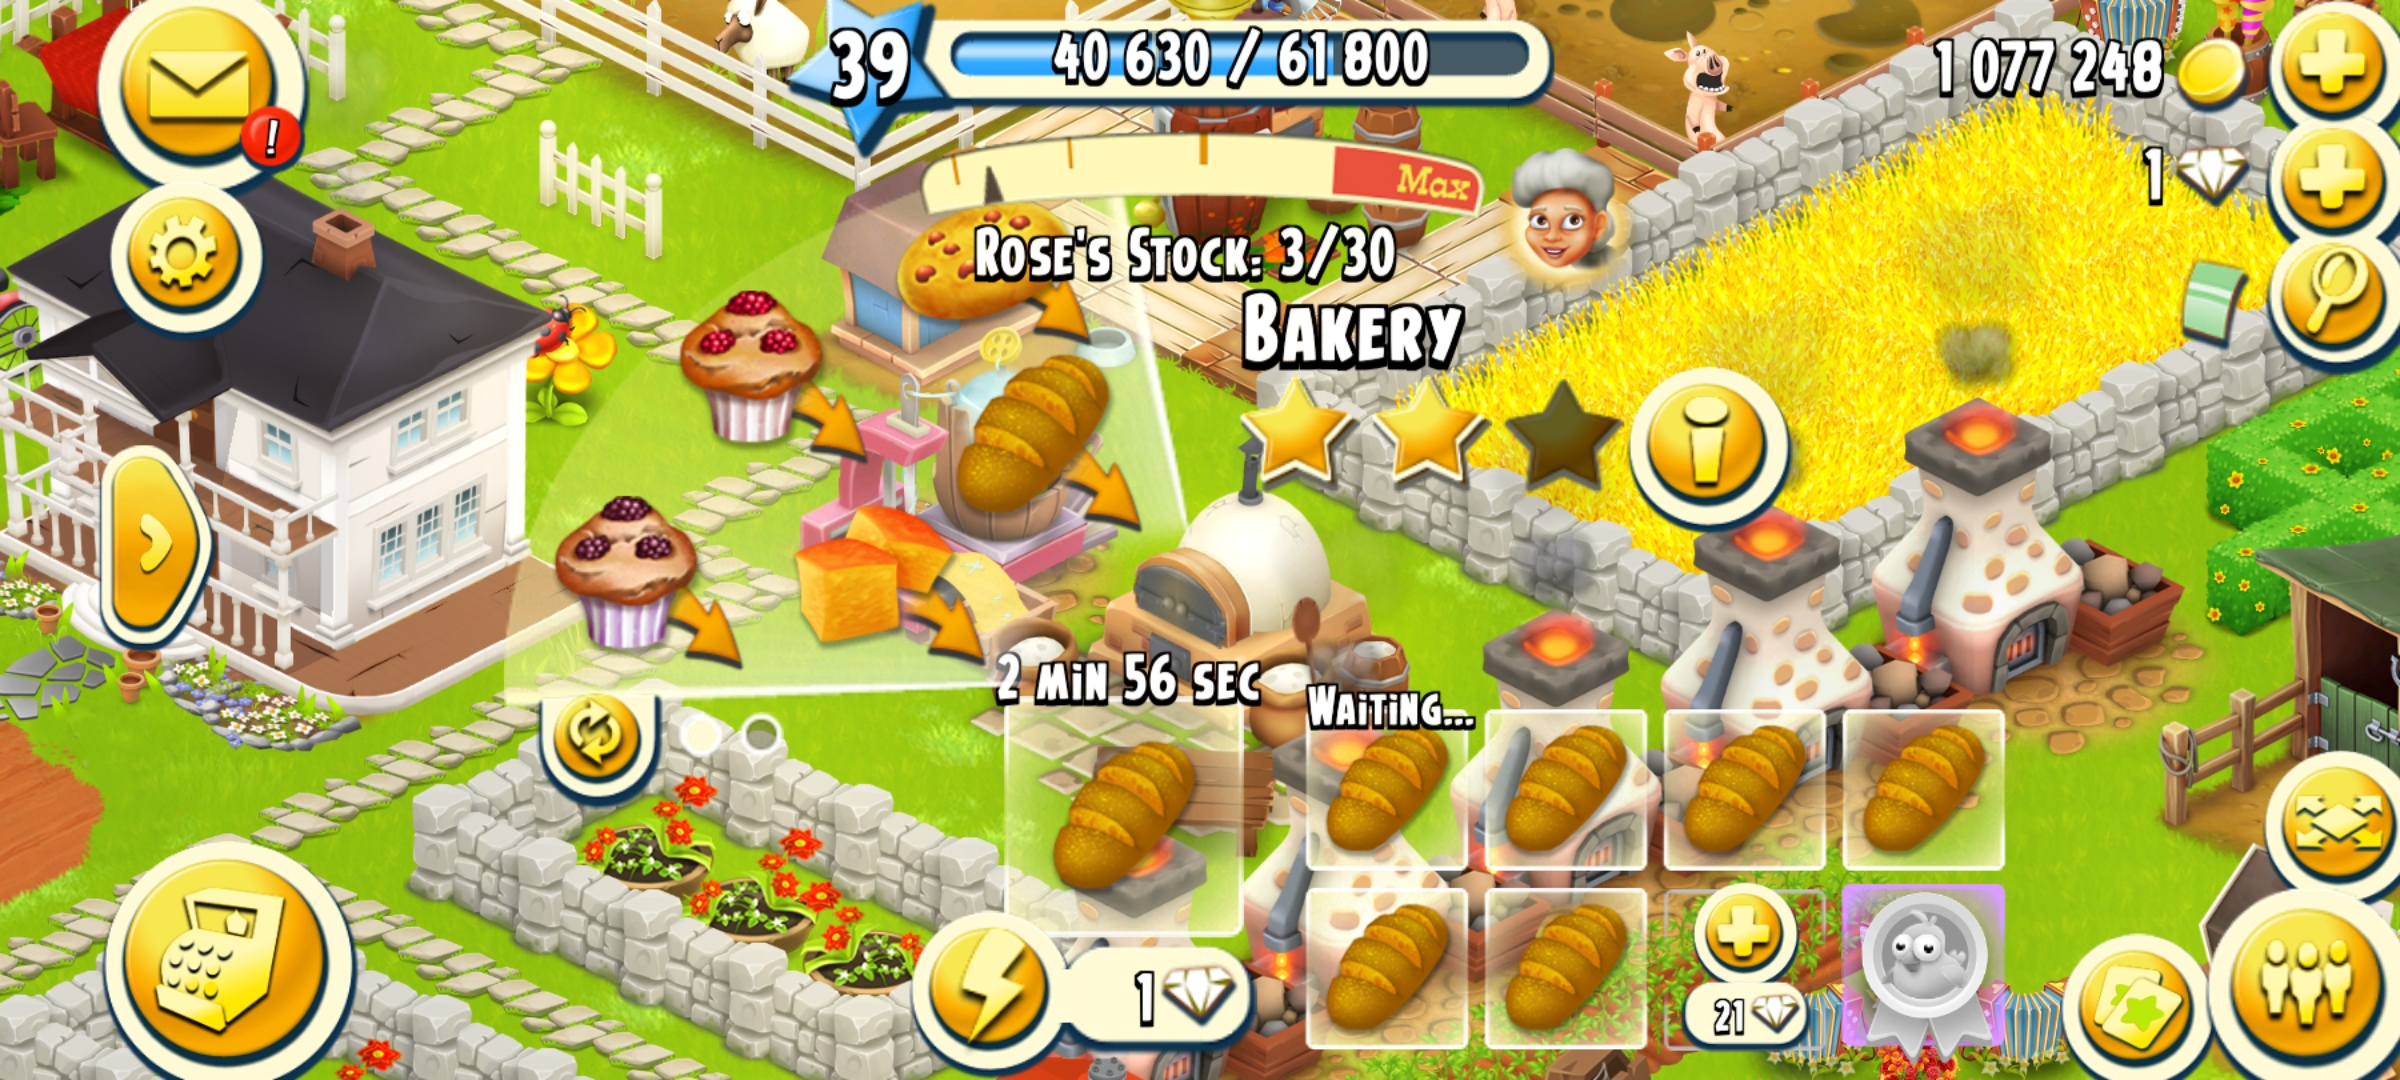 39
40 630 / 61 800
1 077 248
1
Max
ROSE'S STOCK: 3/30
BAKERY
2 MIN 56 SEC
WAITING...
1
21